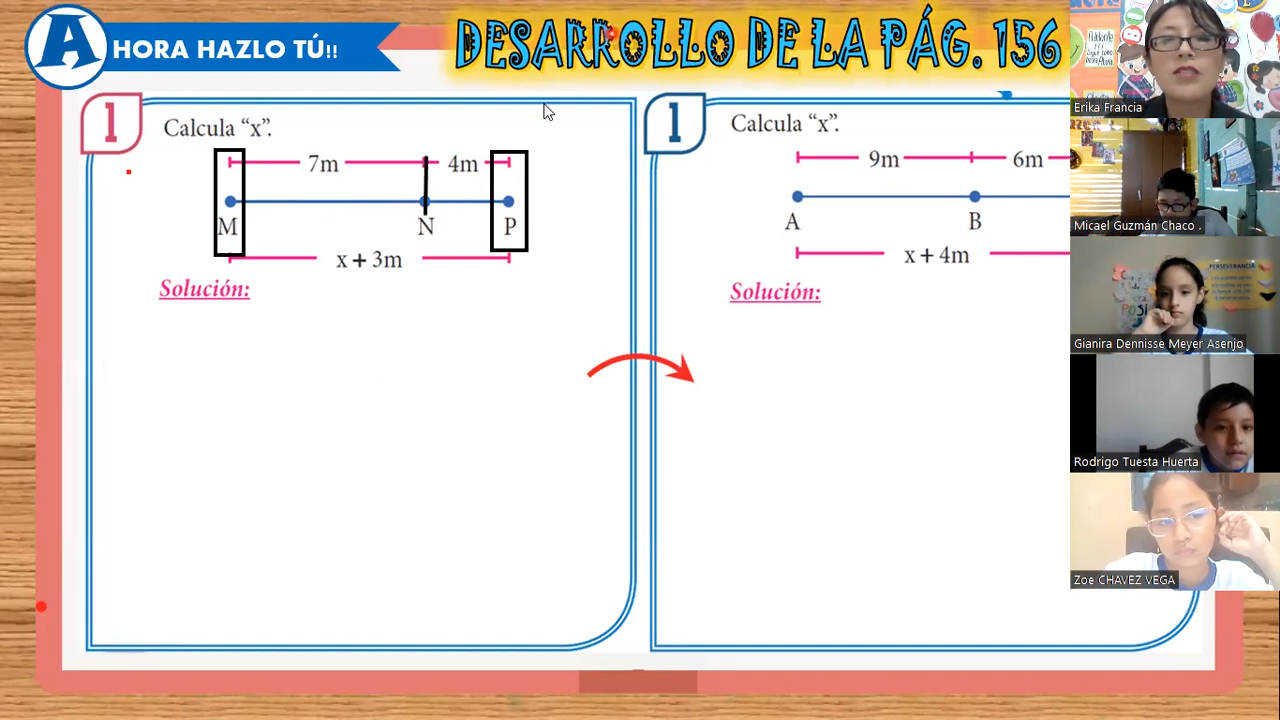 A HORA HAZLO TÚ!!
DESARROLLO DE LA PÁG. 156
1
Calcula "x".
7m 4m
M N P
x + 3m
Solución:
1
Calcula "x".
9m 6m
A B
x + 4m
Solución:
Erika Francia
Micael Guzmán Chaco .
PERSEVERANCIA
Gianira Dennisse Meyer Asenjo
Rodrigo Tuesta Huerta
Zoe CHAVEZ VEGA